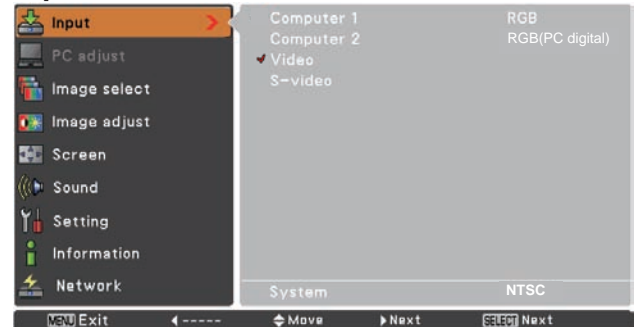 Input
PC adjust
Image select
Image adjust
Screen
Sound
Setting
Information
Network
Computer 1 RGB
Computer 2 RGB(PC digital)
Video
S-video
System NTSC
MENU Exit ----- Move Next SELECT Next